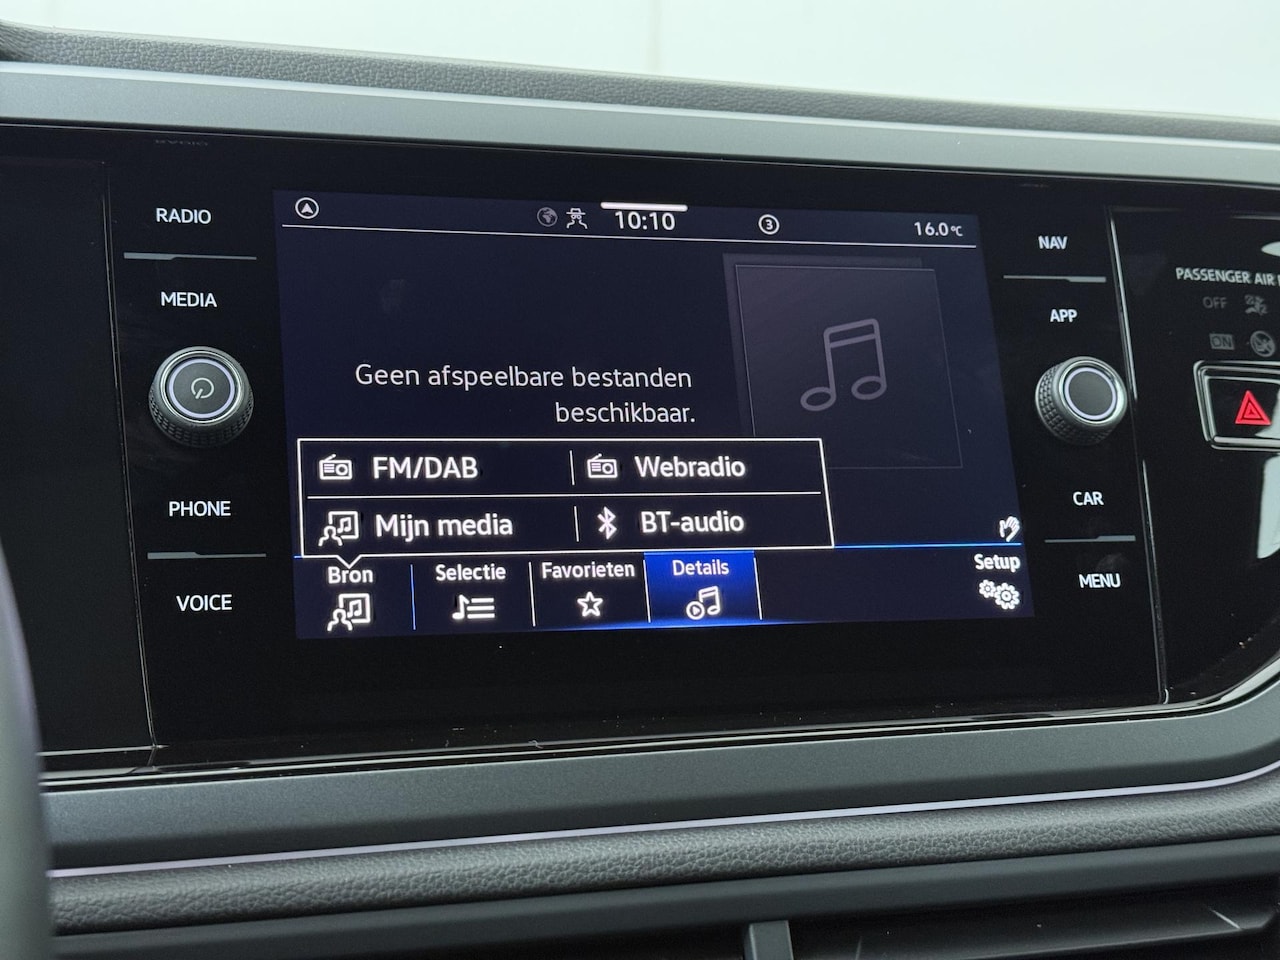 RADIO
MEDIA
PHONE
VOICE
10:10
3
16.0°C
Geen afspeelbare bestanden
beschikbaar.
FM/DAB
Webradio
Mijn media
BT-audio
Bron
Selectie
Favorieten
Details
Setup
NAV
APP
CAR
MENU
PASSENGER AIR
OFF
ON